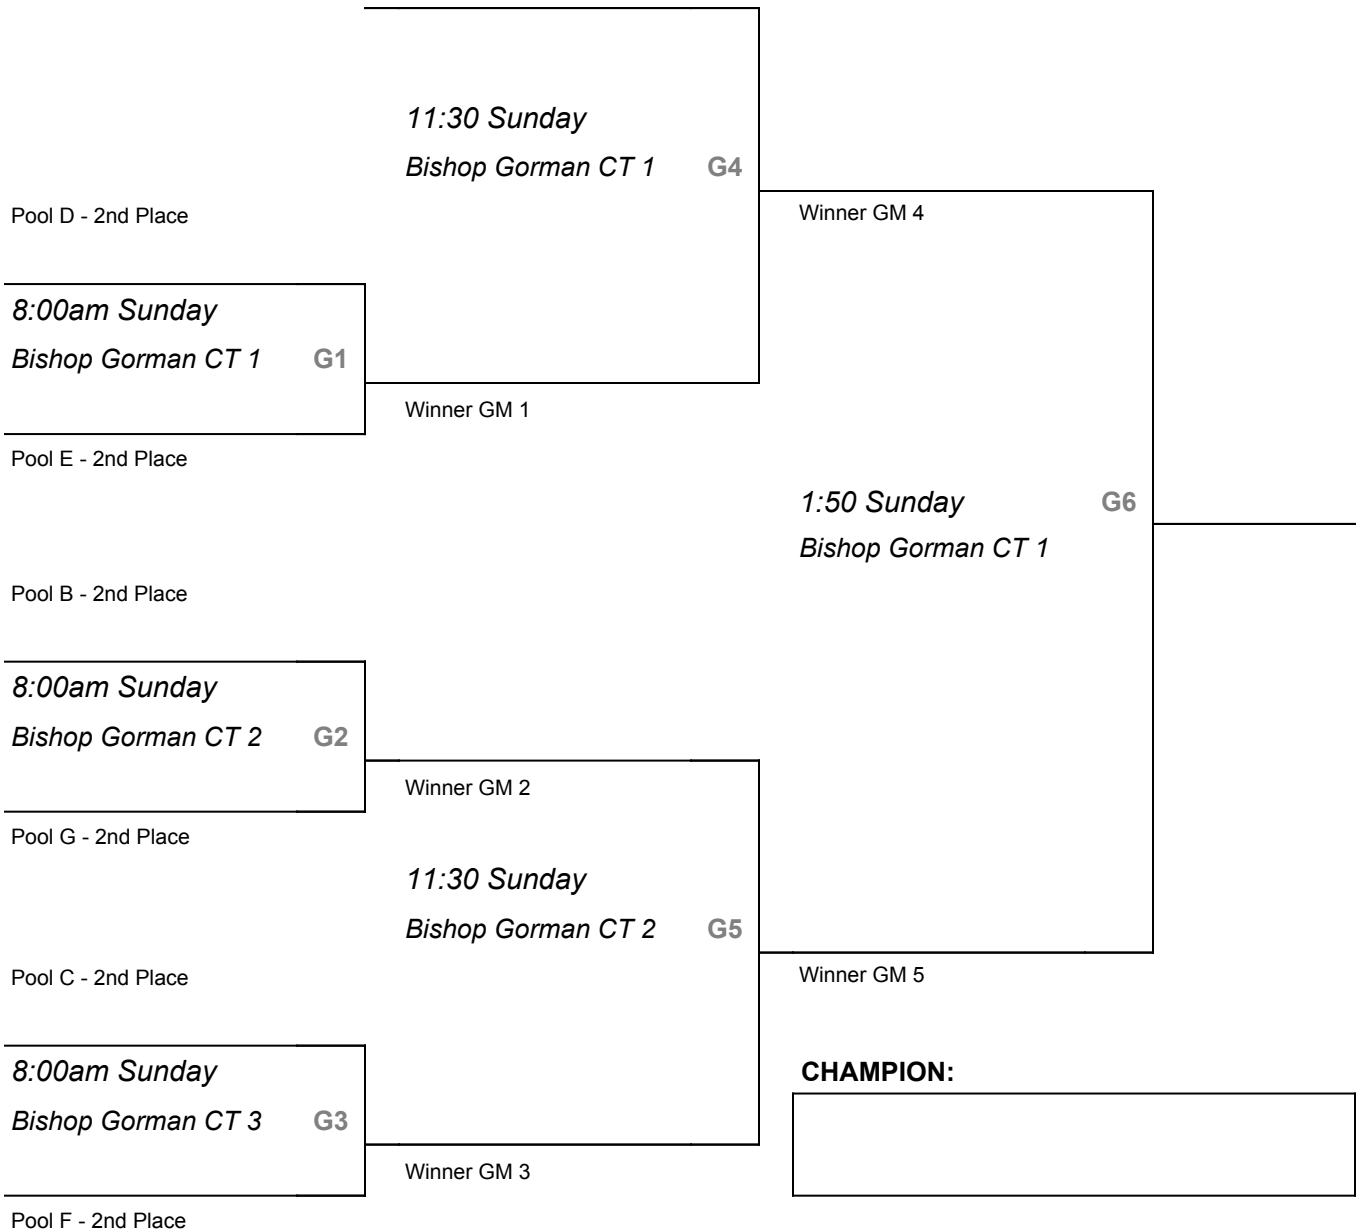 11:30 Sunday
Bishop Gorman CT 1 G4
Pool D - 2nd Place
Winner GM 4
8:00am Sunday
Bishop Gorman CT 1 G1
Winner GM 1
Pool E - 2nd Place
1:50 Sunday G6
Bishop Gorman CT 1
Pool B - 2nd Place
8:00am Sunday
Bishop Gorman CT 2 G2
Winner GM 2
Pool G - 2nd Place
11:30 Sunday
Bishop Gorman CT 2 G5
Pool C - 2nd Place
Winner GM 5
8:00am Sunday
CHAMPION:
Bishop Gorman CT 3 G3
Winner GM 3
Pool F - 2nd Place